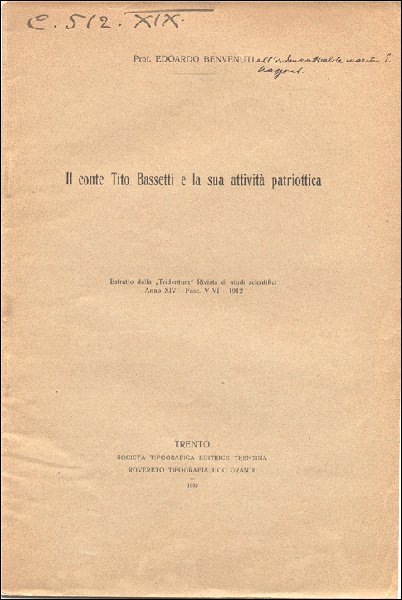 C. 512. XIX.
Prof. EDOARDO BENVENUTI
Il conte Tito Bassetti e la sua attività patriottica
Estratto dalla „Tridentum“ Rivista di studi scientifici
Anno XIV - Fasc. V-VI - 1912
TRENTO
SOCIETÀ TIPOGRAFICA EDITRICE TRENTINA
ROVERETO TIPOGRAFIA UGO GRANDI
1912